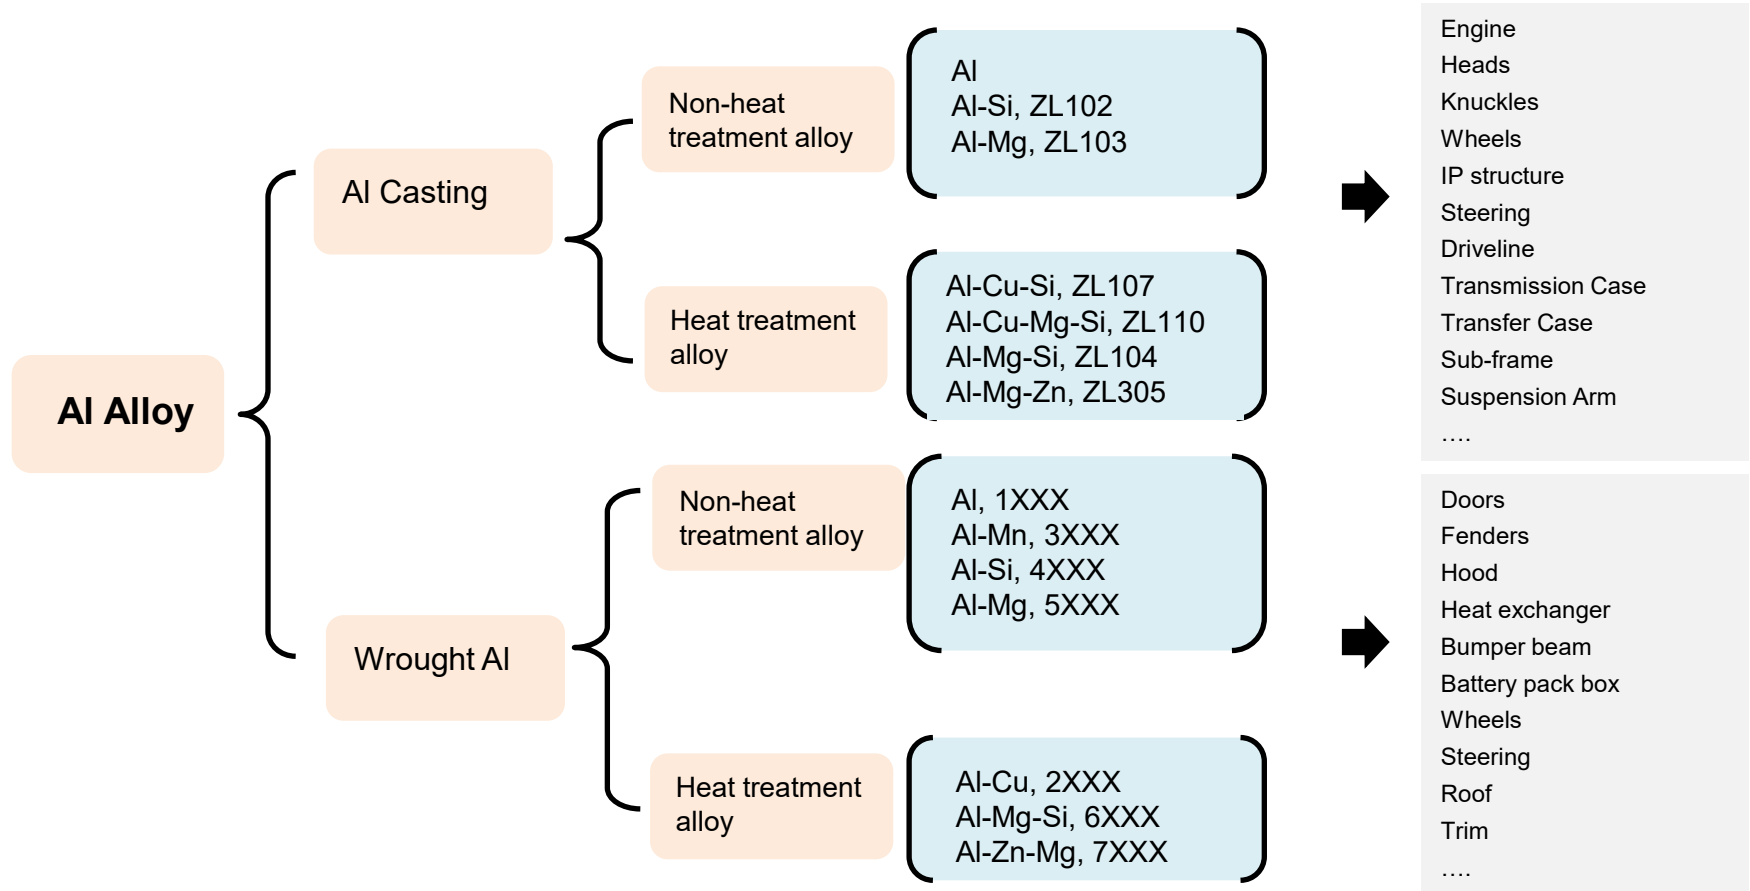 Al Alloy
Al Casting
Non-heat
treatment alloy
Al
Al-Si, ZL102
Al-Mg, ZL103
Heat treatment
alloy
Al-Cu-Si, ZL107
Al-Cu-Mg-Si, ZL110
Al-Mg-Si, ZL104
Al-Mg-Zn, ZL305
Engine
Heads
Knuckles
Wheels
IP structure
Steering
Driveline
Transmission Case
Transfer Case
Sub-frame
Suspension Arm
….
Wrought Al
Non-heat
treatment alloy
Al, 1XXX
Al-Mn, 3XXX
Al-Si, 4XXX
Al-Mg, 5XXX
Heat treatment
alloy
Al-Cu, 2XXX
Al-Mg-Si, 6XXX
Al-Zn-Mg, 7XXX
Doors
Fenders
Hood
Heat exchanger
Bumper beam
Battery pack box
Wheels
Steering
Roof
Trim
….